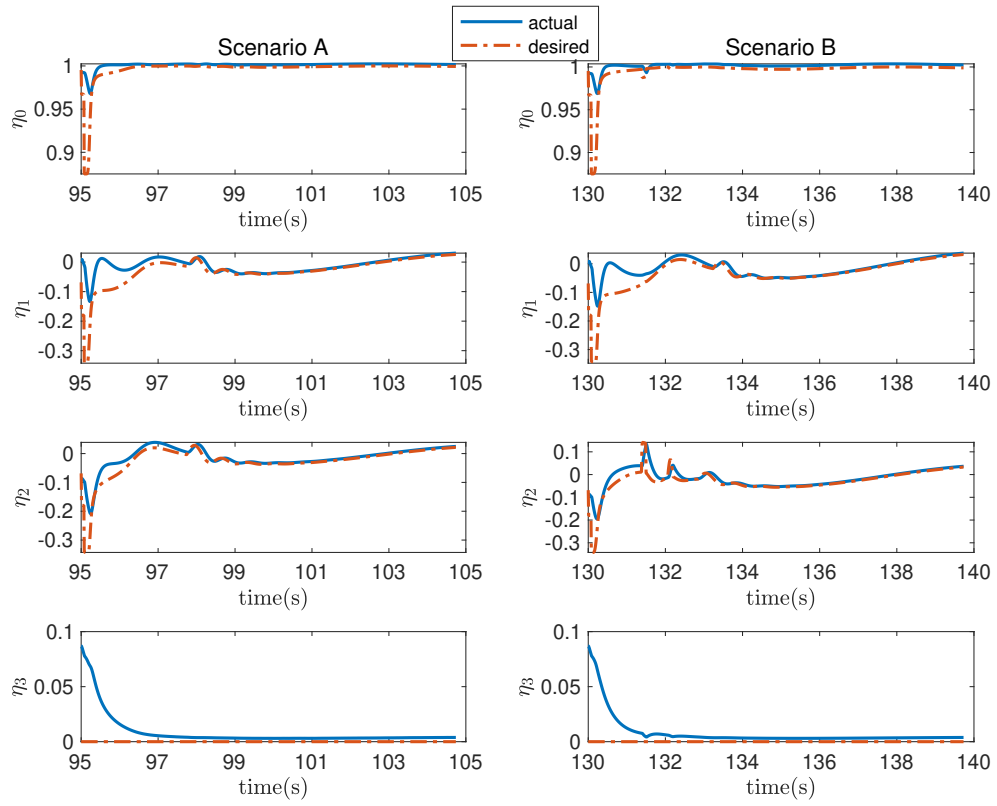 actual
desired
Scenario A
Scenario B
1
0.95
0.9
η0
95 97 99 101 103 105
time(s)
1
0.95
0.9
η0
130 132 134 136 138 140
time(s)
0
-0.1
-0.2
-0.3
η1
95 97 99 101 103 105
time(s)
0
-0.1
-0.2
-0.3
η1
130 132 134 136 138 140
time(s)
0
-0.1
-0.2
-0.3
η2
95 97 99 101 103 105
time(s)
0.1
0
-0.1
-0.2
-0.3
η2
130 132 134 136 138 140
time(s)
0.1
0.05
0
η3
95 97 99 101 103 105
time(s)
0.1
0.05
0
η3
130 132 134 136 138 140
time(s)